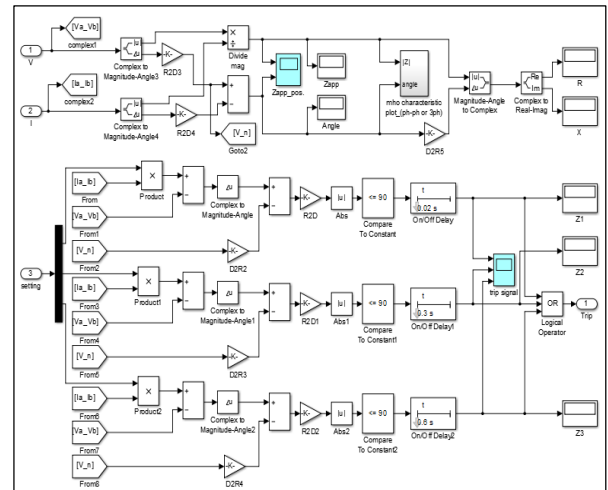 [Va_Vb]
complex1
1
V
|u|
∆u
Complex to
Magnitude-Angle3
-K-
R2D3
×
÷
Divide
mag
Zapp_pos.
Zapp
Angle
|Z|
angle
mho characteristic
plot_(ph-ph or 3ph)
|u|
∆u
Magnitude-Angle
to Complex
Re
Im
Complex to
Real-Imag
R
X
[Ia_Ib]
complex2
2
I
|u|
∆u
Complex to
Magnitude-Angle4
-K-
R2D4
+
−
[V_n]
Goto2
-K-
D2R5
[Ia_Ib]
From
×
Product
+
−
∆u
Complex to
Magnitude-Angle
+
−
-K-
R2D
|u|
Abs
<= 90
Compare
To Constant
t
0.02 s
On/Off Delay
Z1
[Va_Vb]
From1
[V_n]
From2
-K-
D2R2
3
setting
[Ia_Ib]
From3
×
Product1
+
−
∆u
Complex to
Magnitude-Angle1
+
−
-K-
R2D1
|u|
Abs1
<= 90
Compare
To Constant1
t
0.3 s
On/Off Delay1
trip signal
Z2
OR
Logical
Operator
1
Trip
[Va_Vb]
From4
[V_n]
From5
-K-
D2R3
[Ia_Ib]
From6
×
Product2
+
−
∆u
Complex to
Magnitude-Angle2
+
−
-K-
R2D2
|u|
Abs2
<= 90
Compare
To Constant2
t
0.6 s
On/Off Delay2
Z3
[Va_Vb]
From7
[V_n]
From8
-K-
D2R4